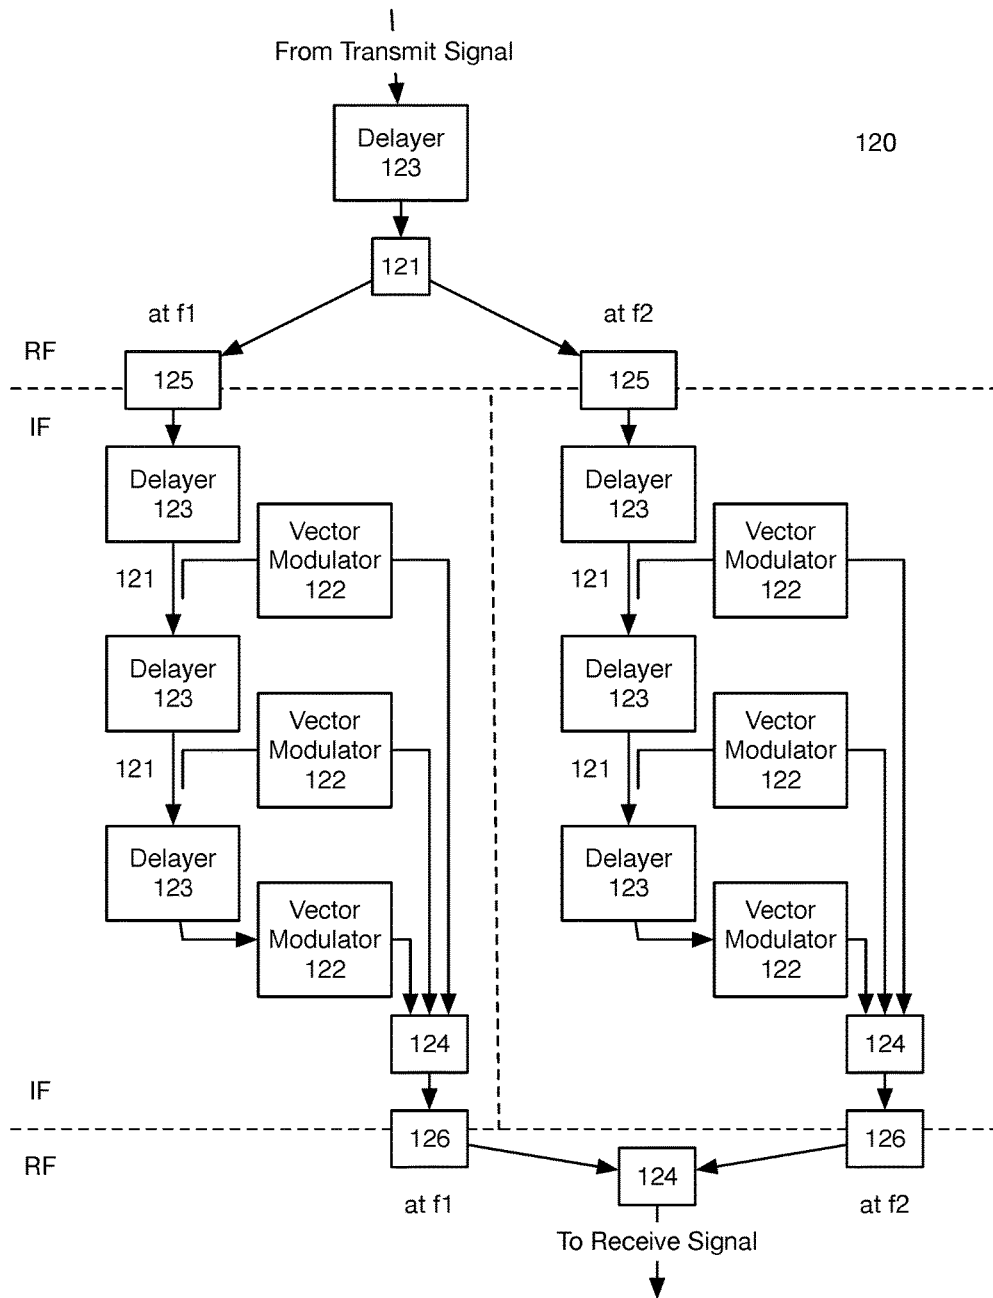 From Transmit Signal
Delayer
123
120
121
at f1
at f2
RF
125
125
IF
Delayer
123
Delayer
123
Vector
Modulator
122
Vector
Modulator
122
121
121
Delayer
123
Delayer
123
Vector
Modulator
122
Vector
Modulator
122
121
121
Delayer
123
Delayer
123
Vector
Modulator
122
Vector
Modulator
122
124
124
IF
126
126
RF
124
at f1
at f2
To Receive Signal